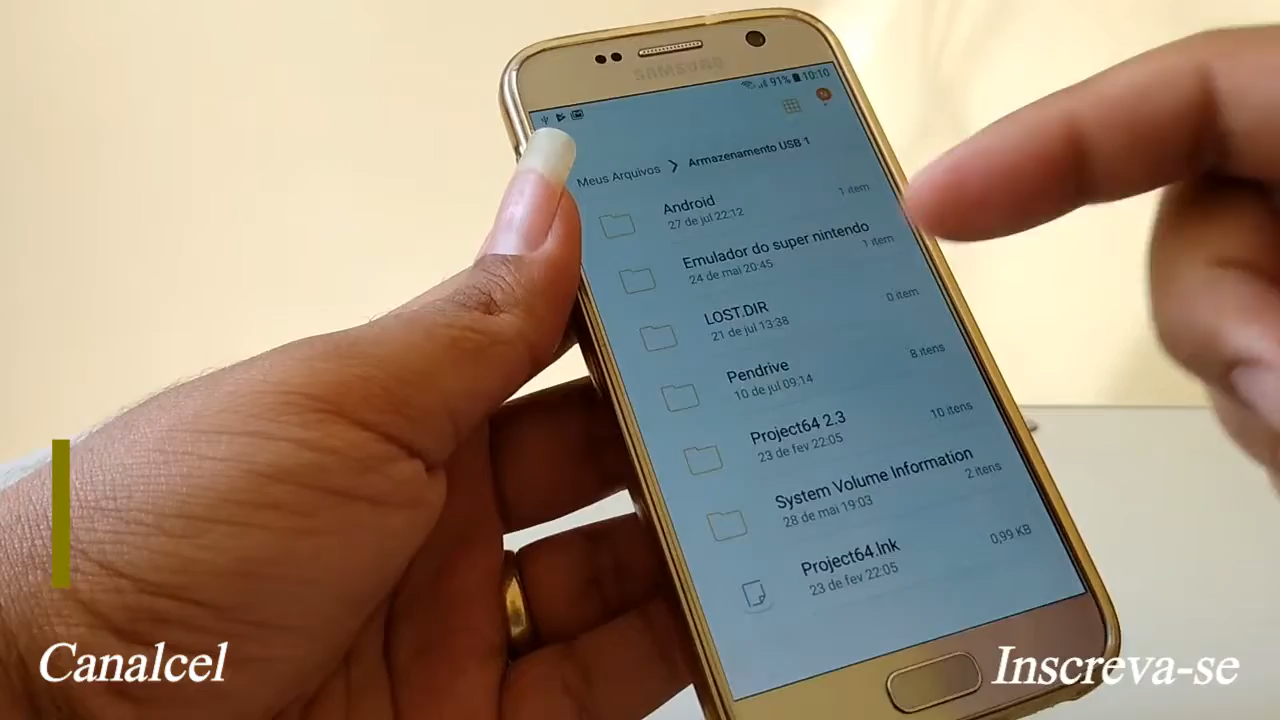 SAMSUNG
91% 10:10
Meus Arquivos > Armazenamento USB 1
Android
27 de jul 22:12
1 item
Emulador do super nintendo
24 de mai 20:45
1 item
LOST.DIR
21 de jul 13:38
0 item
Pendrive
10 de jul 09:14
8 itens
Project64 2.3
23 de fev 22:05
10 itens
System Volume Information
28 de mai 19:03
2 itens
Project64.lnk
23 de fev 22:05
0,99 KB
Canalcel
Inscreva-se